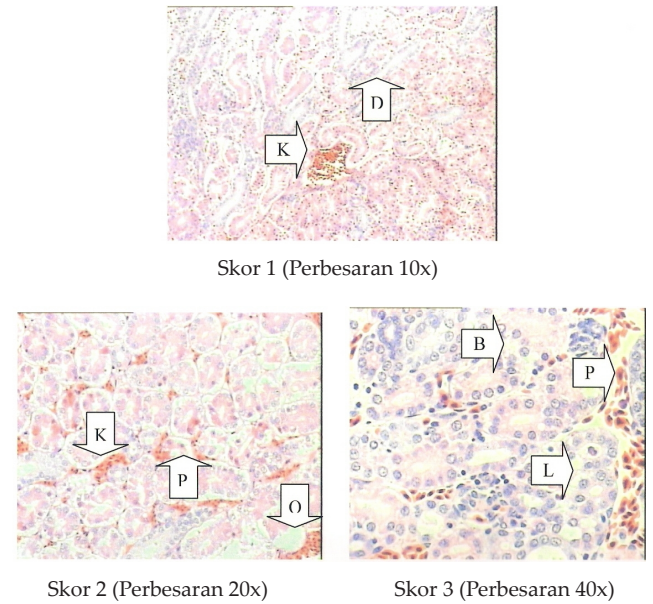 D
K
Skor 1 (Perbesaran 10x)
K
P
O
Skor 2 (Perbesaran 20x)
B
P
L
Skor 3 (Perbesaran 40x)